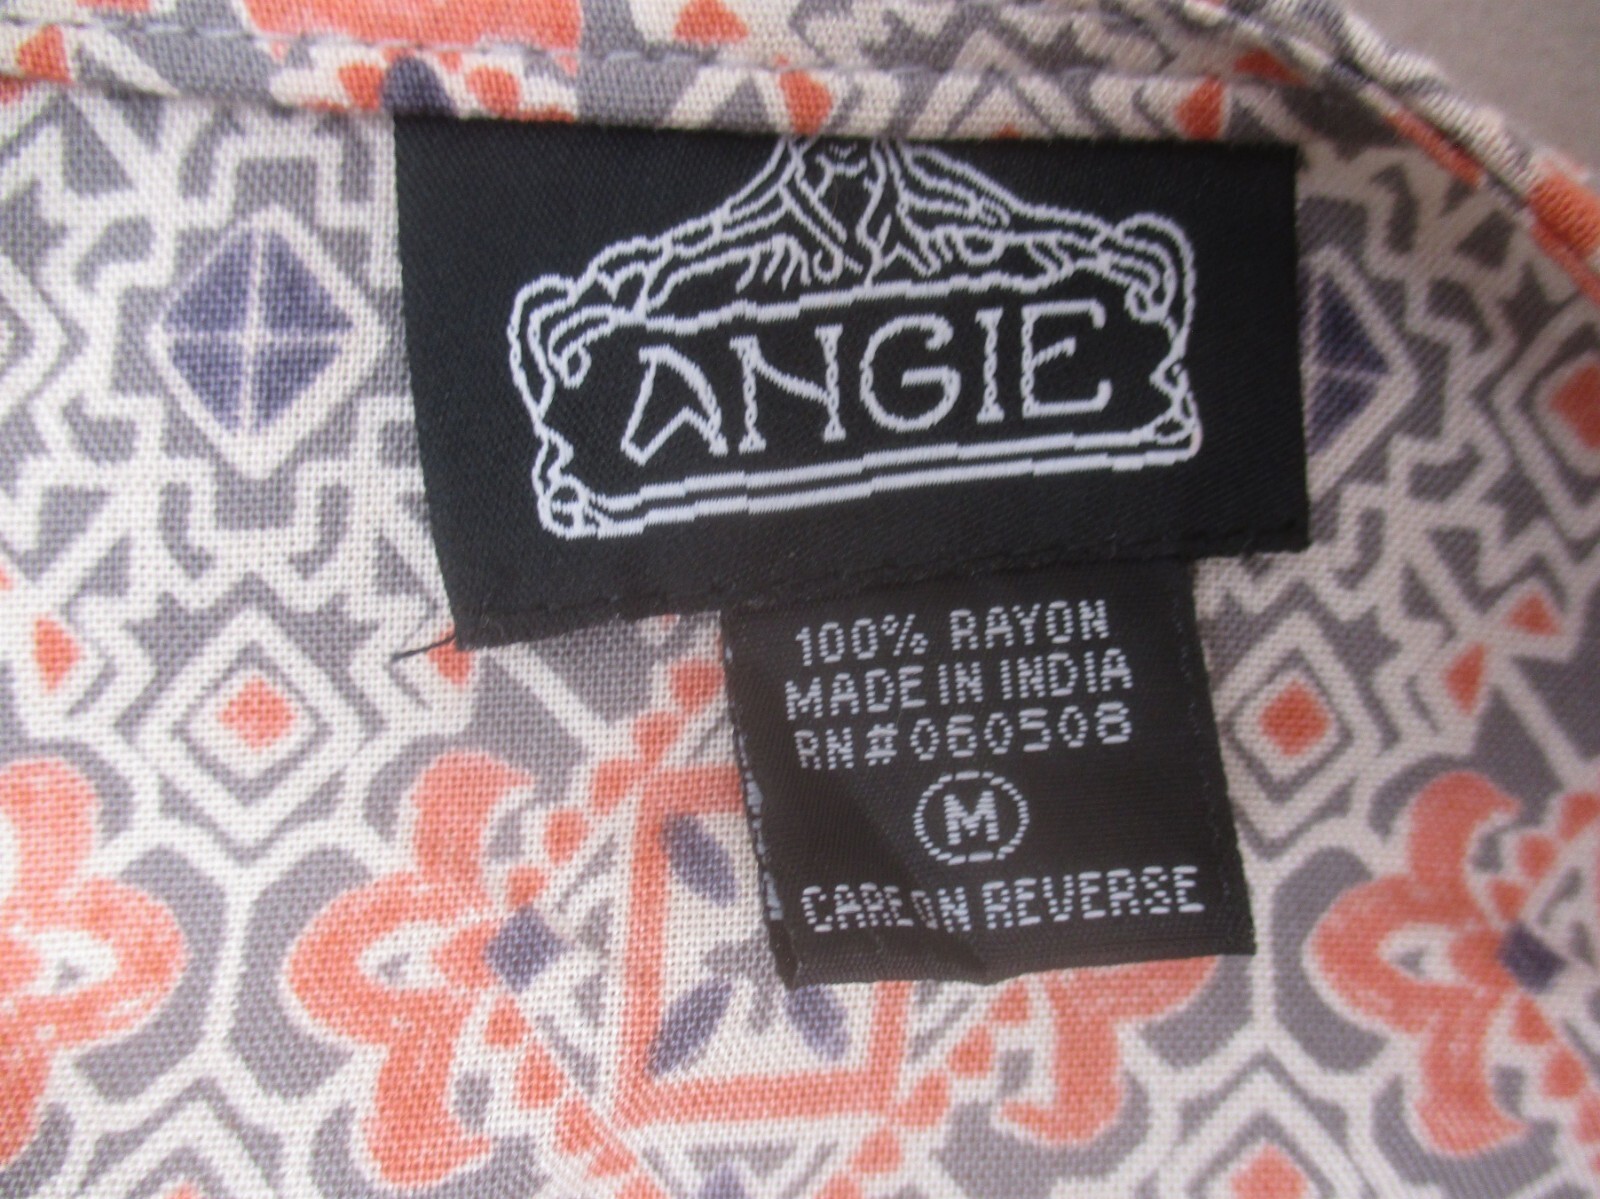 ANGIE
100% RAYON
MADE IN INDIA
RN# 060508
M
CARE ON REVERSE